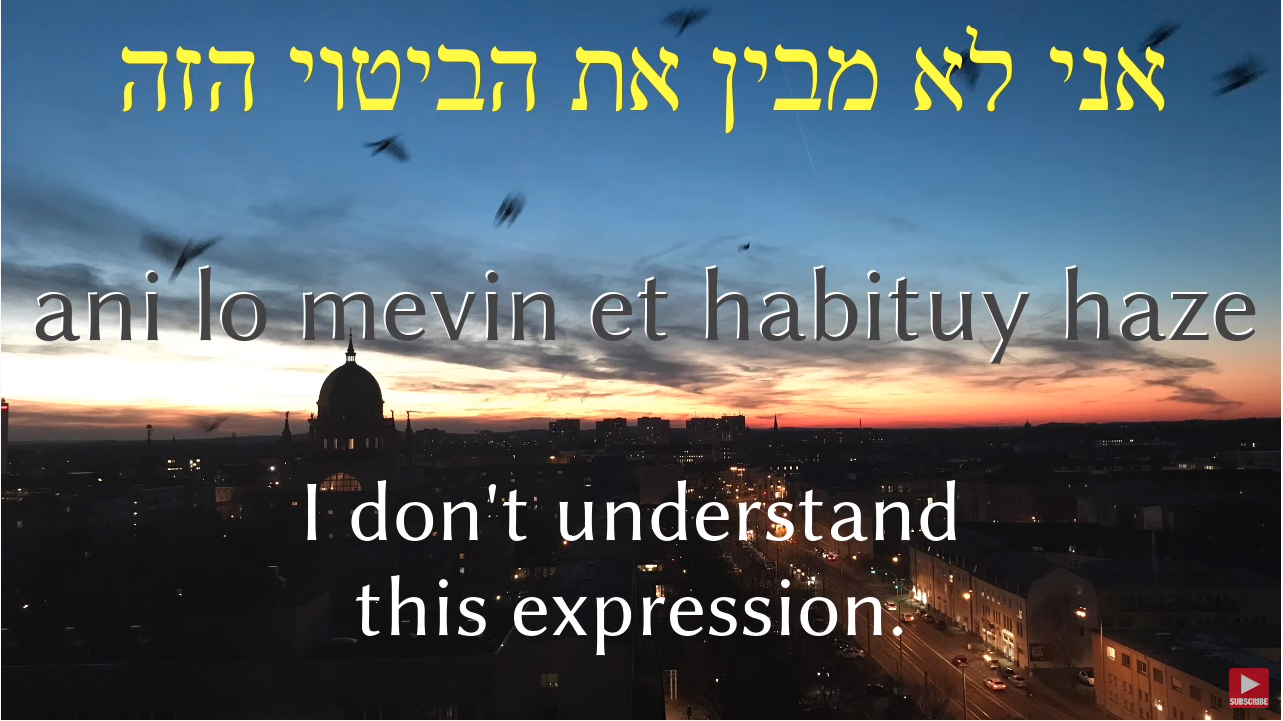 אני לא מבין את הביטוי הזה
ani lo mevin et habituy haze
I don't understand
this expression.
SUBSCRIBE